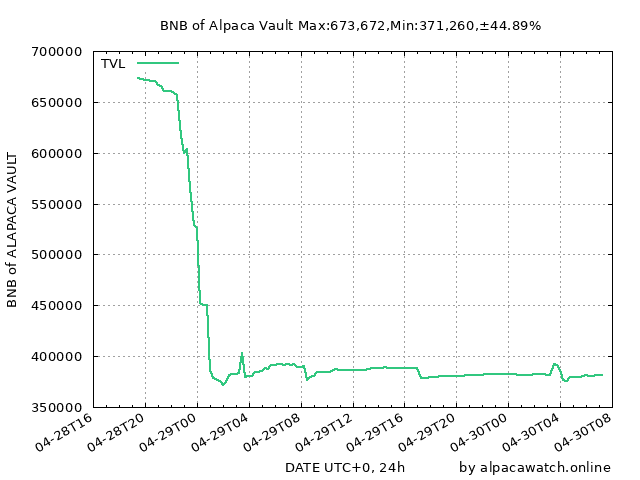 BNB of Alpaca Vault Max:673,672,Min:371,260,±44.89%
TVL
700000
650000
600000
550000
500000
450000
400000
350000
BNB of ALAPACA VAULT
04-28T16
04-28T20
04-29T00
04-29T04
04-29T08
04-29T12
04-29T16
04-29T20
04-30T00
04-30T04
04-30T08
DATE UTC+0, 24h
by alpacawatch.online